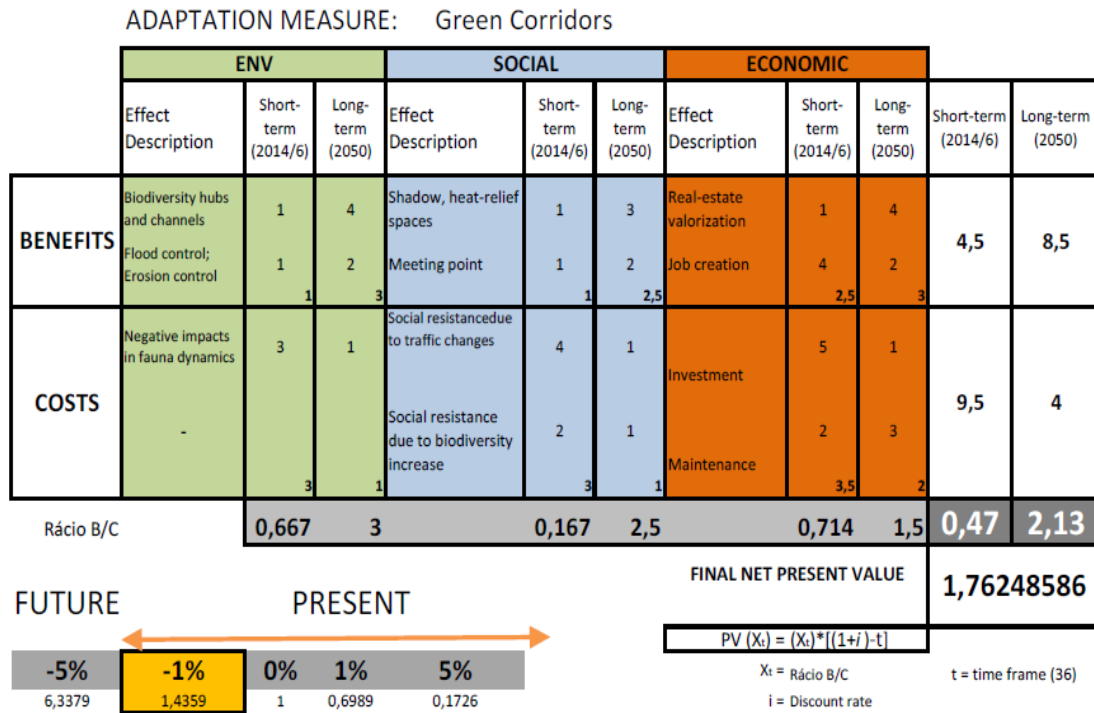 ADAPTATION MEASURE: Green Corridors
ENV SOCIAL ECONOMIC
Effect Description Short-term (2014/6) Long-term (2050) Effect Description Short-term (2014/6) Long-term (2050) Effect Description Short-term (2014/6) Long-term (2050) Short-term (2014/6) Long-term (2050)
BENEFITS
Biodiversity hubs and channels 1 4 Shadow, heat-relief spaces 1 3 Real-estate valorization 1 4
4,5 8,5
Flood control; Erosion control 1 2 Meeting point 1 2 Job creation 4 2
1 3 1 2,5 2,5 3
COSTS
Negative impacts in fauna dynamics 3 1 Social resistancedue to traffic changes 4 1 Investment 5 1
9,5 4
- Social resistance due to biodiversity increase 2 1 Maintenance 2 3
3 1 3 1 3,5 2
Rácio B/C 0,667 3 0,167 2,5 0,714 1,5 0,47 2,13
FINAL NET PRESENT VALUE 1,76248586
FUTURE PRESENT
PV (Xt) = (Xt)*[(1+i)-t]
-5% -1% 0% 1% 5%
6,3379 1,4359 1 0,6989 0,1726
Xt = Rácio B/C t = time frame (36)
i = Discount rate